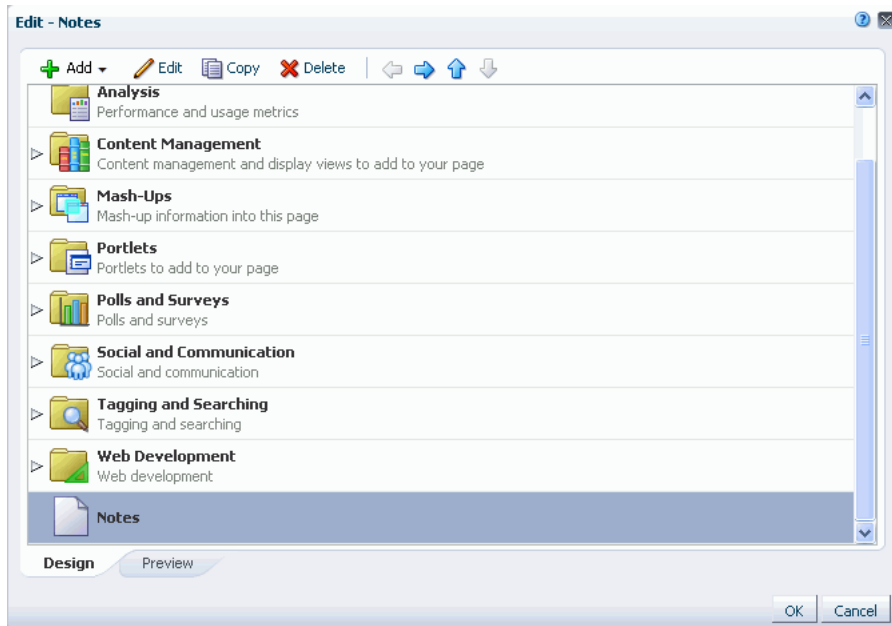 Edit - Notes
Add Edit Copy Delete
Analysis
Performance and usage metrics
Content Management
Content management and display views to add to your page
Mash-Ups
Mash-up information into this page
Portlets
Portlets to add to your page
Polls and Surveys
Polls and surveys
Social and Communication
Social and communication
Tagging and Searching
Tagging and searching
Web Development
Web development
Notes
Design Preview
OK Cancel